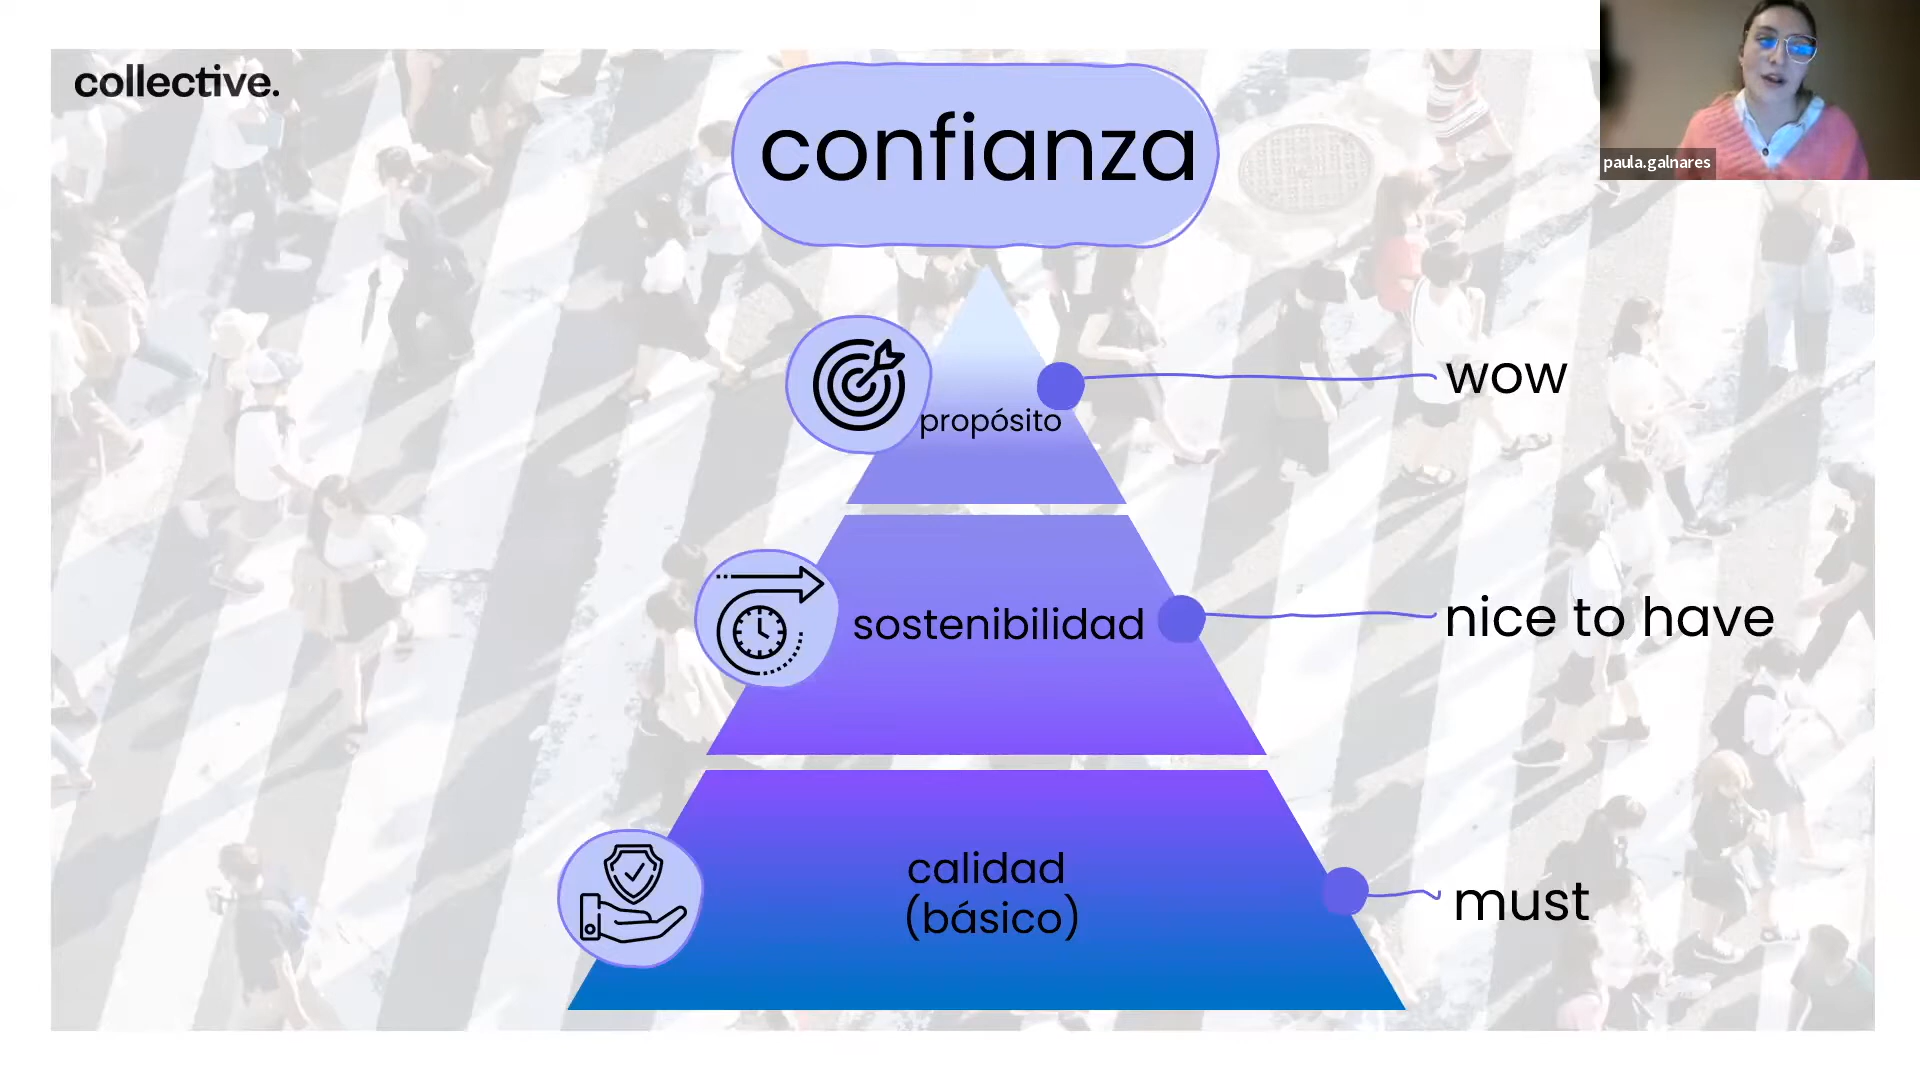 collective.
confianza
paula.galnares
wow
propósito
sostenibilidad
nice to have
calidad
(básico)
must